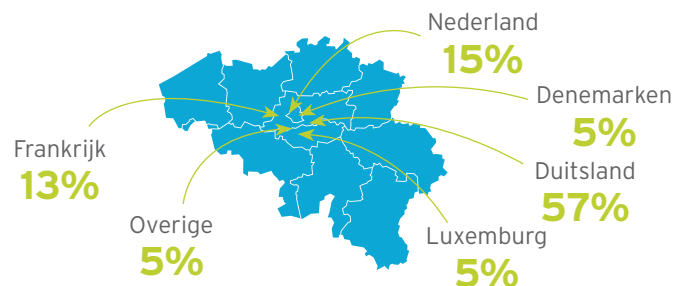 Nederland
15%
Denemarken
5%
Frankrijk
13%
Duitsland
57%
Overige
5%
Luxemburg
5%